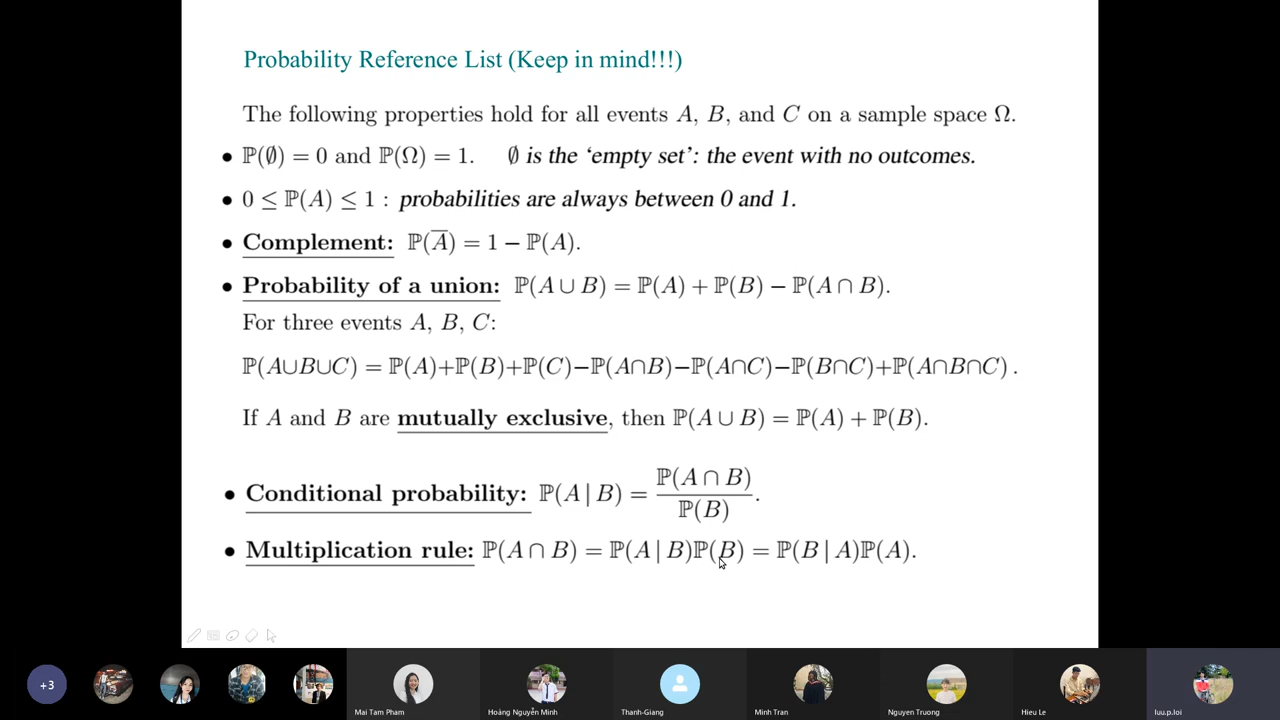 Probability Reference List (Keep in mind!!!)
The following properties hold for all events A, B, and C on a sample space Ω.
• ℙ(∅) = 0 and ℙ(Ω) = 1. ∅ is the ‘empty set’: the event with no outcomes.
• 0 ≤ ℙ(A) ≤ 1 : probabilities are always between 0 and 1.
• Complement: ℙ(A̅) = 1 − ℙ(A).
• Probability of a union: ℙ(A ∪ B) = ℙ(A) + ℙ(B) − ℙ(A ∩ B).
For three events A, B, C:
ℙ(A∪B∪C) = ℙ(A)+ℙ(B)+ℙ(C)−ℙ(A∩B)−ℙ(A∩C)−ℙ(B∩C)+ℙ(A∩B∩C) .
If A and B are mutually exclusive, then ℙ(A ∪ B) = ℙ(A) + ℙ(B).
• Conditional probability: ℙ(A | B) = ℙ(A ∩ B) / ℙ(B).
• Multiplication rule: ℙ(A ∩ B) = ℙ(A | B)ℙ(B) = ℙ(B | A)ℙ(A).
+3
Mai Tam Pham
Hoàng Nguyễn Minh
Thanh-Giang
Minh Tran
Nguyen Truong
Hieu Le
luu.p.loi